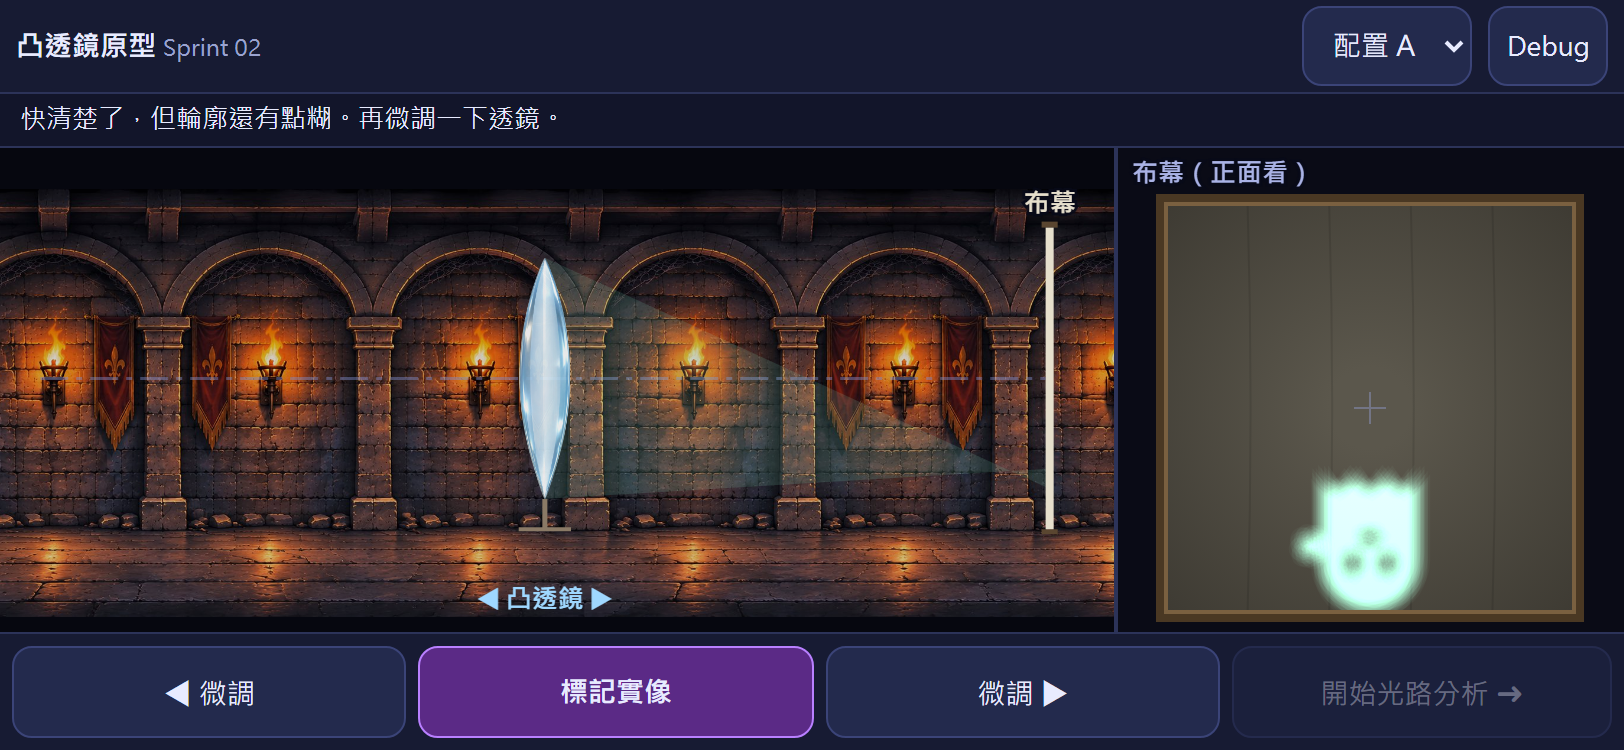 凸透鏡原型 Sprint 02
配置 A
Debug
快清楚了，但輪廓還有點糊。再微調一下透鏡。
布幕
布幕（正面看）
◀ 凸透鏡 ▶
◀ 微調
標記實像
微調 ▶
開始光路分析 →